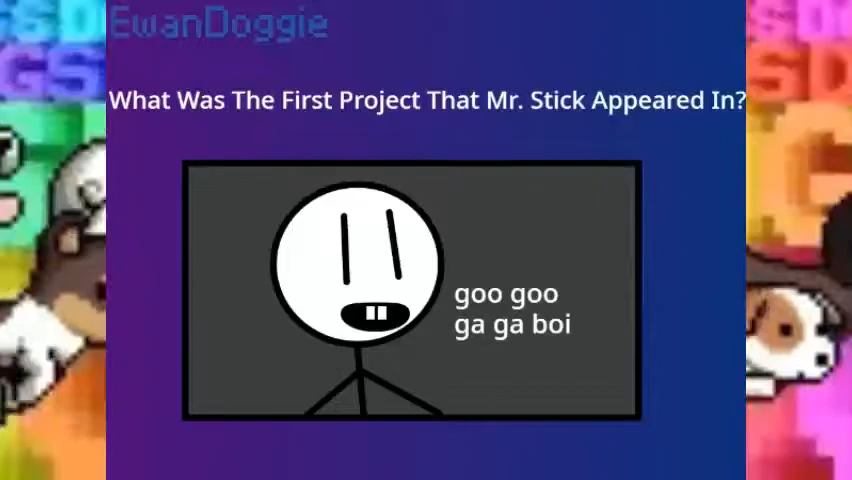 EwanDoggie
What Was The First Project That Mr. Stick Appeared In?
goo goo
ga ga boi